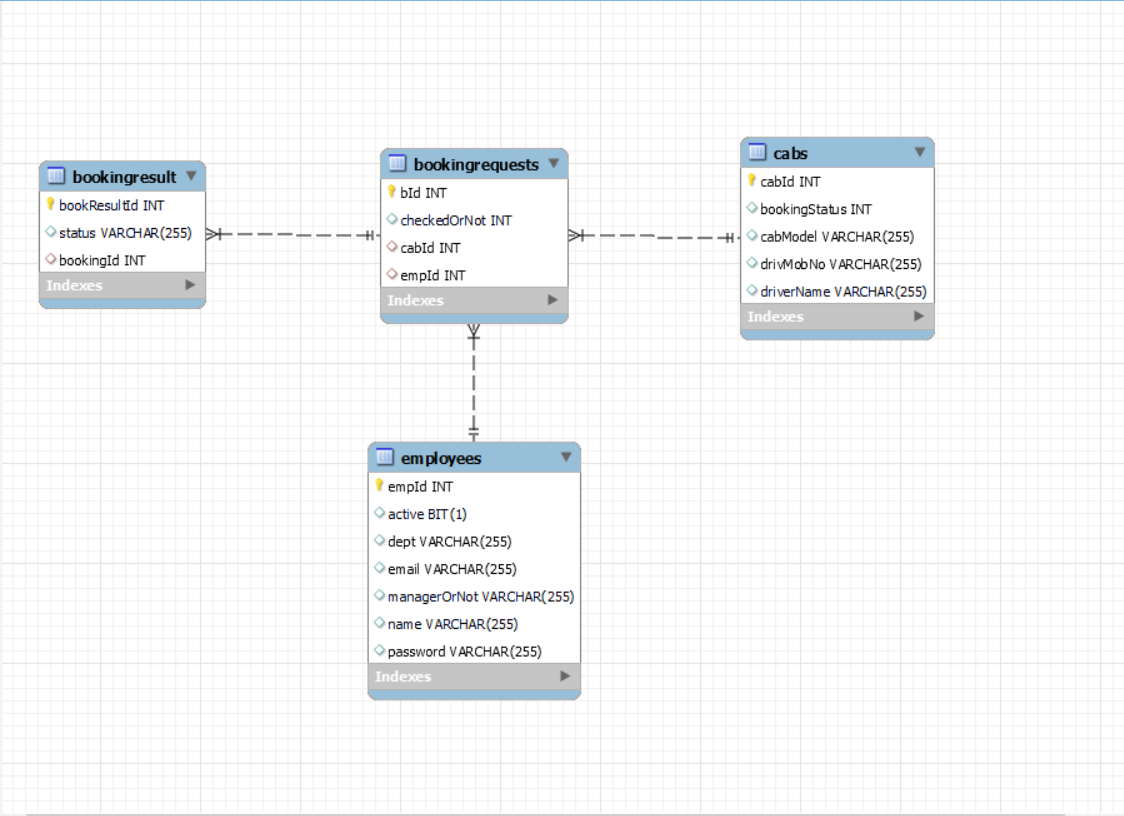 bookingresult
bookResultId INT
status VARCHAR(255)
bookingId INT
Indexes
bookingrequests
bId INT
checkedOrNot INT
cabId INT
empId INT
Indexes
cabs
cabId INT
bookingStatus INT
cabModel VARCHAR(255)
drivMobNo VARCHAR(255)
driverName VARCHAR(255)
Indexes
employees
empId INT
active BIT(1)
dept VARCHAR(255)
email VARCHAR(255)
managerOrNot VARCHAR(255)
name VARCHAR(255)
password VARCHAR(255)
Indexes